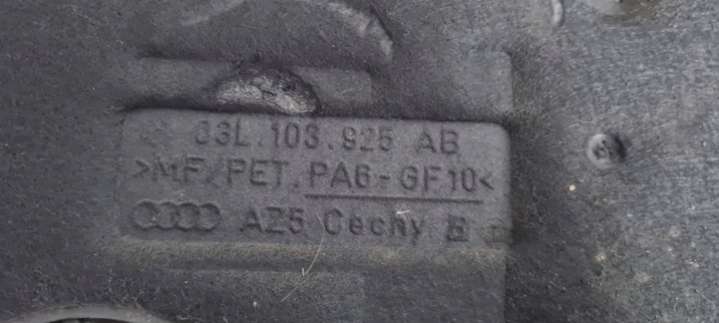 03L.103.925 AB
>MF/PET.PA6-GF10<
AZ5 Cechy E